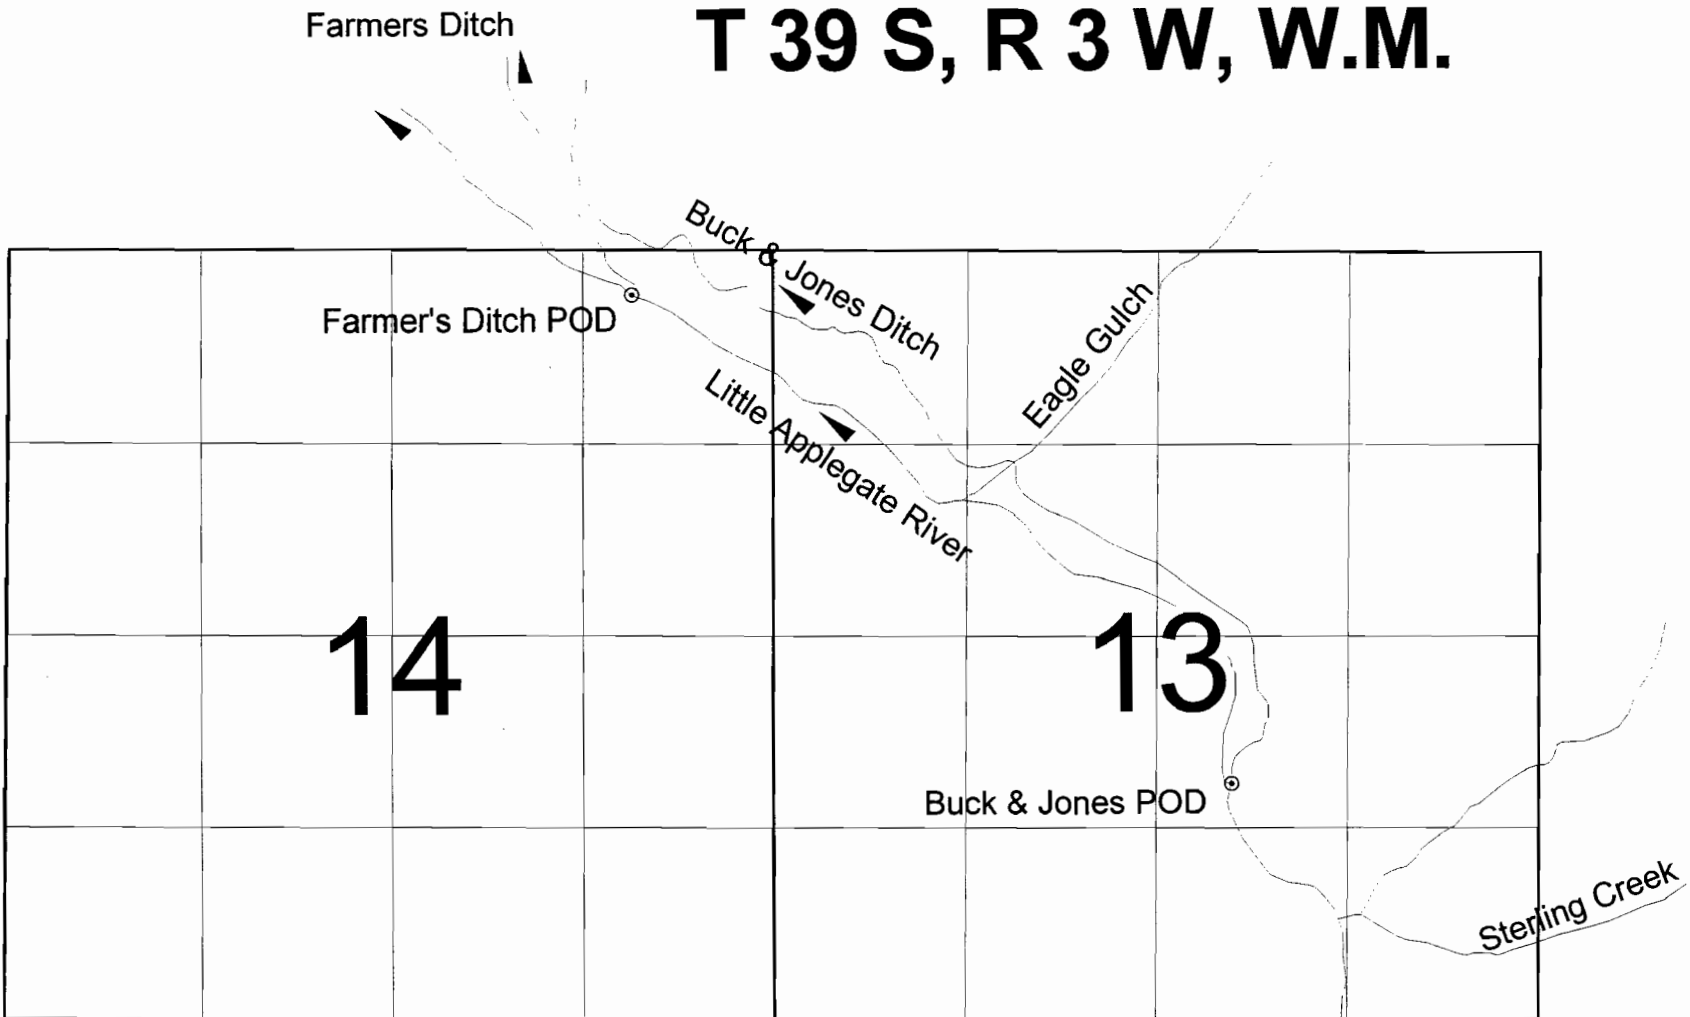 Farmers Ditch
T 39 S, R 3 W, W.M.
Buck & Jones Ditch
Farmer's Ditch POD
Eagle Gulch
Little Applegate River
14
13
Buck & Jones POD
Sterling Creek